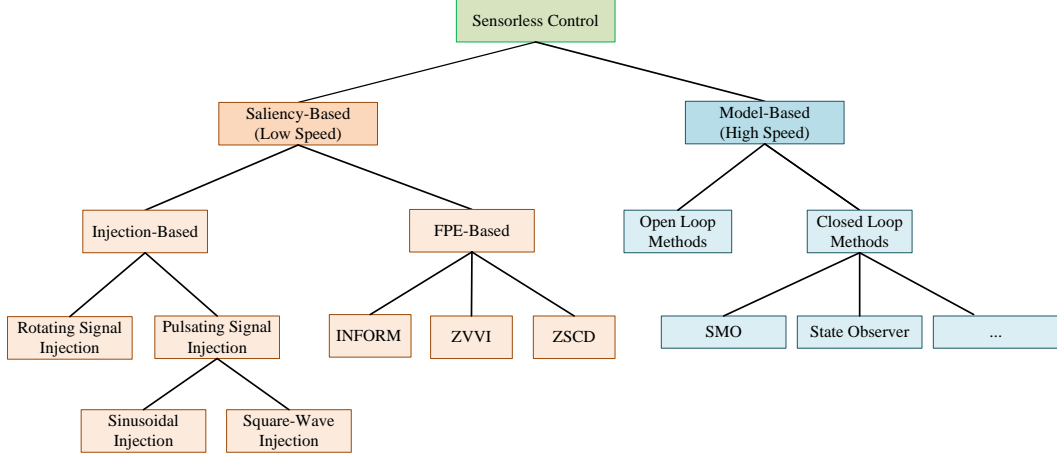 Sensorless Control
Saliency-Based
(Low Speed)
Model-Based
(High Speed)
Injection-Based
FPE-Based
Open Loop
Methods
Closed Loop
Methods
Rotating Signal
Injection
Pulsating Signal
Injection
INFORM
ZVVI
ZSCD
SMO
State Observer
...
Sinusoidal
Injection
Square-Wave
Injection